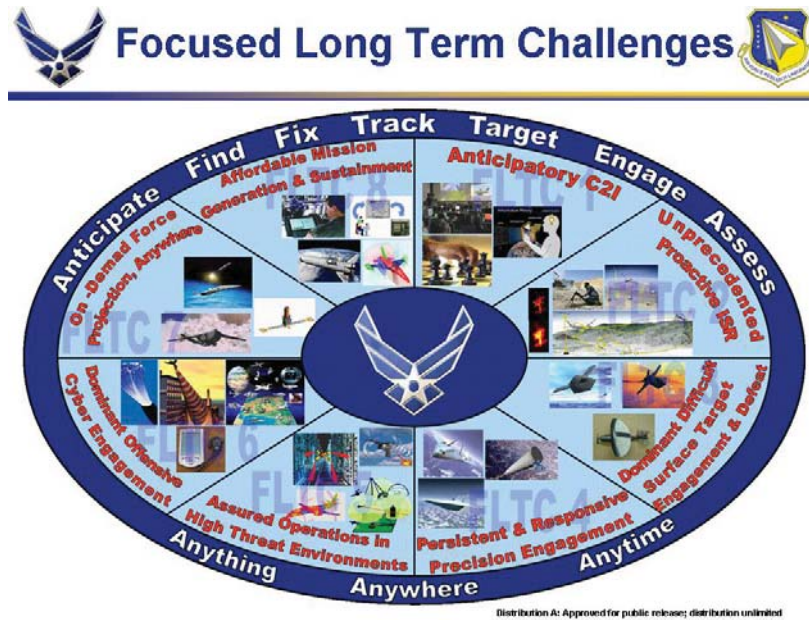 Focused Long Term Challenges
Anticipate Find Fix Track Target Engage Assess
FLTC 1
Anticipatory C2I
FLTC 2
Unprecedented
Proactive ISR
Dominant Difficult
Surface Target
Engagement & Defeat
FLTC 4
Persistent & Responsive
Precision Engagement
FLTC
Assured Operations in
High Threat Environments
FLTC 6
Dominant Offensive
Cyber Engagement
FLTC 7
On -Damad Force
Projection, Anywhere
FLTC 8
Affordable Mission
Generation & Sustainment
Anything Anywhere Anytime
Distribution A: Approved for public release; distribution unlimited